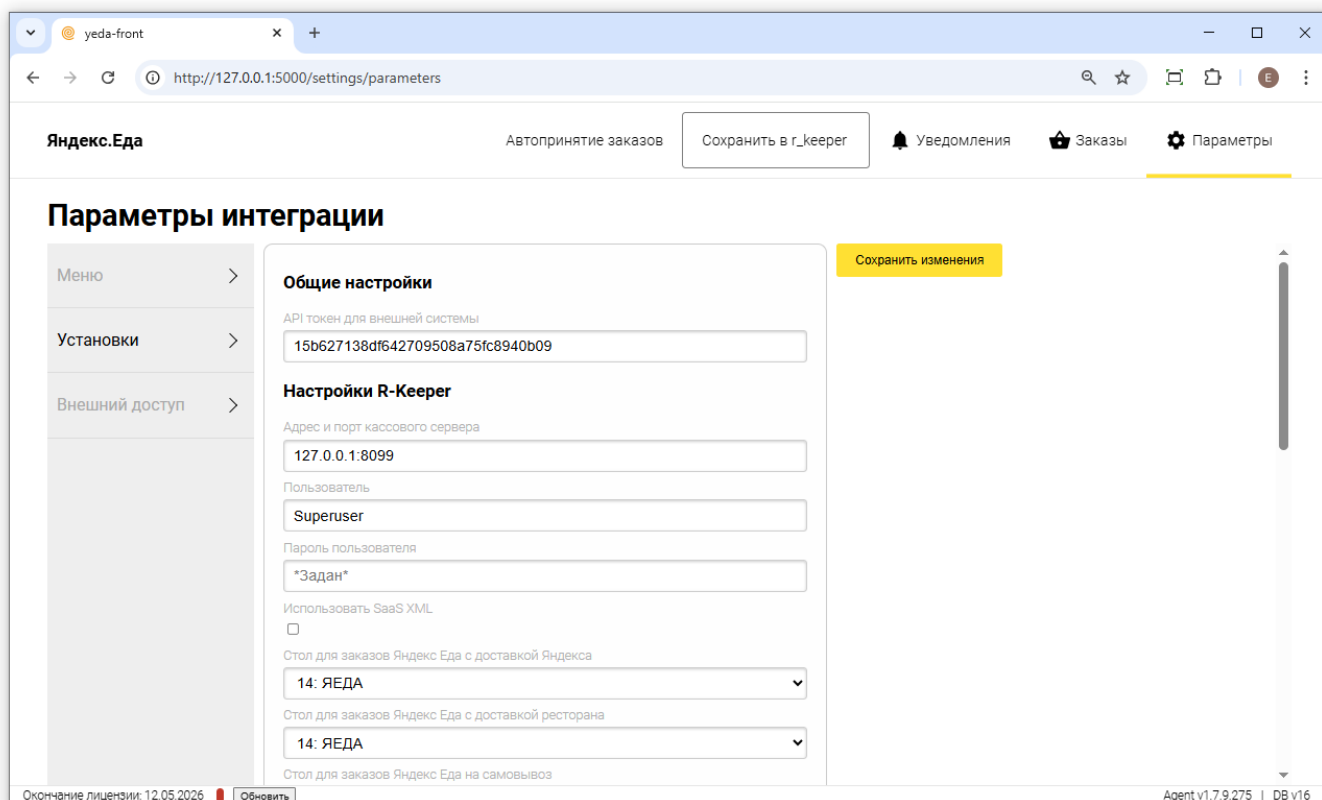 yeda-front
http://127.0.0.1:5000/settings/parameters
E
Яндекс.Еда
Автопринятие заказов
Сохранить в r_keeper
Уведомления
Заказы
Параметры
Параметры интеграции
Меню
Установки
Внешний доступ
Общие настройки
API токен для внешней системы
15b627138df642709508a75fc8940b09
Настройки R-Keeper
Адрес и порт кассового сервера
127.0.0.1:8099
Пользователь
Superuser
Пароль пользователя
*Задан*
Использовать SaaS XML
Стол для заказов Яндекс Еда с доставкой Яндекса
14: ЯЕДА
Стол для заказов Яндекс Еда с доставкой ресторана
14: ЯЕДА
Стол для заказов Яндекс Еда на самовывоз
Сохранить изменения
Окончание лицензии: 12.05.2026
Обновить
Agent v1.7.9.275 | DB v16